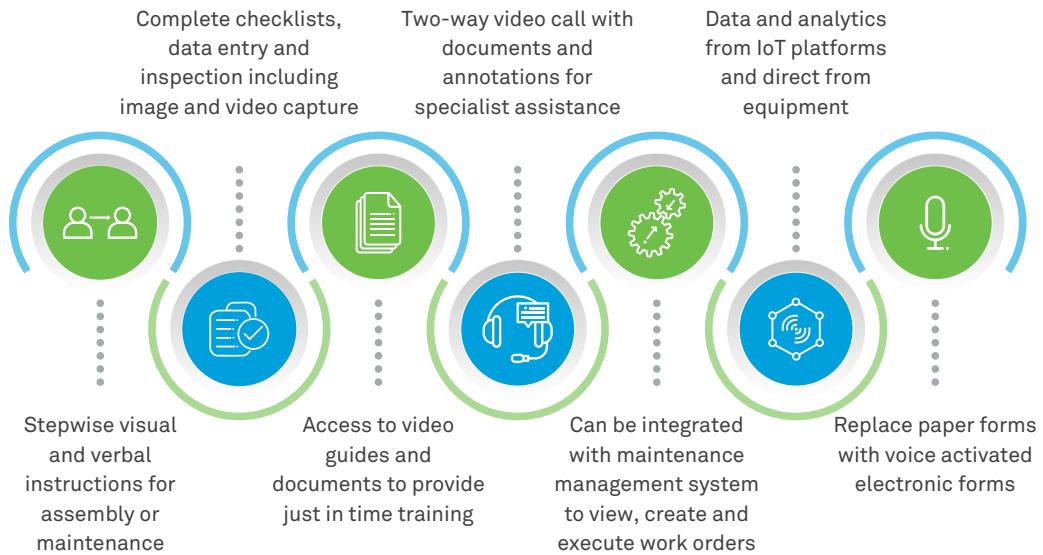 Complete checklists,
data entry and
inspection including
image and video capture
Two-way video call with
documents and
annotations for
specialist assistance
Data and analytics
from IoT platforms
and direct from
equipment
Stepwise visual
and verbal
instructions for
assembly or
maintenance
Access to video
guides and
documents to provide
just in time training
Can be integrated
with maintenance
management system
to view, create and
execute work orders
Replace paper forms
with voice activated
electronic forms